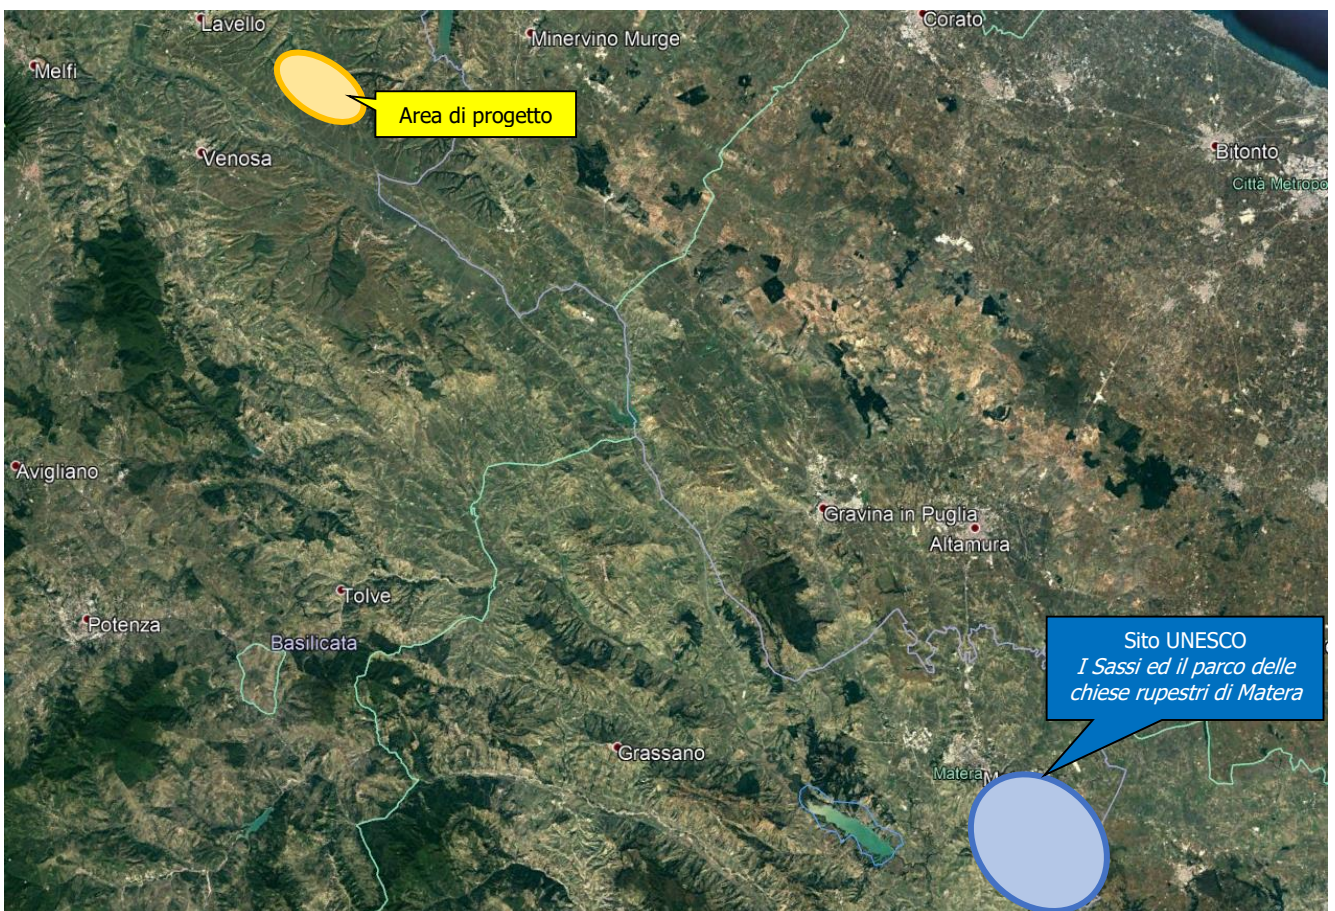 Lavello
Corato
Minervino Murge
Melfi
Area di progetto
Venosa
Bitonto
Città Metropo
Avigliano
Gravina in Puglia
Altamura
Tolve
Potenza
Basilicata
Sito UNESCO
I Sassi ed il parco delle
chiese rupestri di Matera
Grassano
Matera